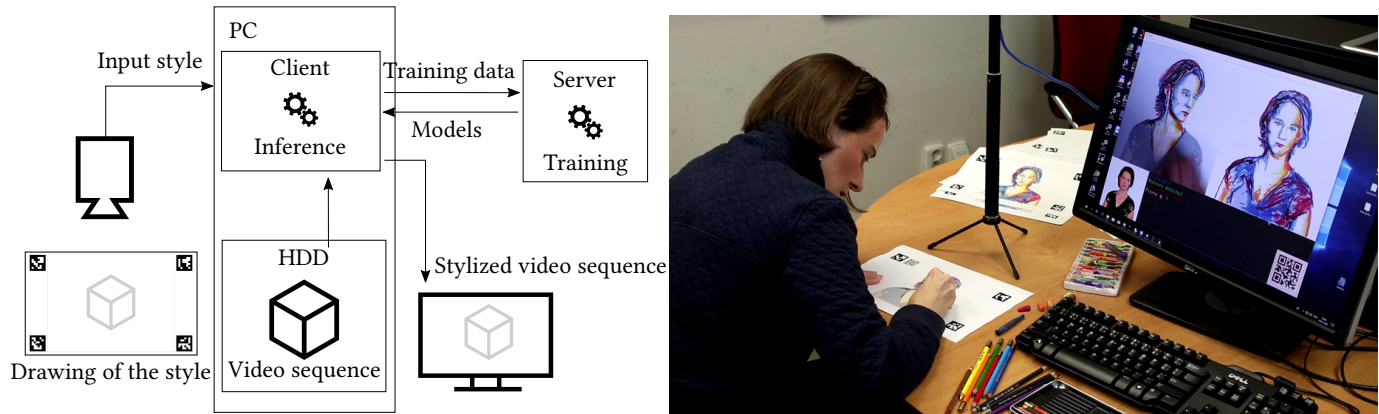 PC
Input style
Client
Inference
Training data
Models
Server
Training
HDD
Video sequence
Stylized video sequence
Drawing of the style
DELL